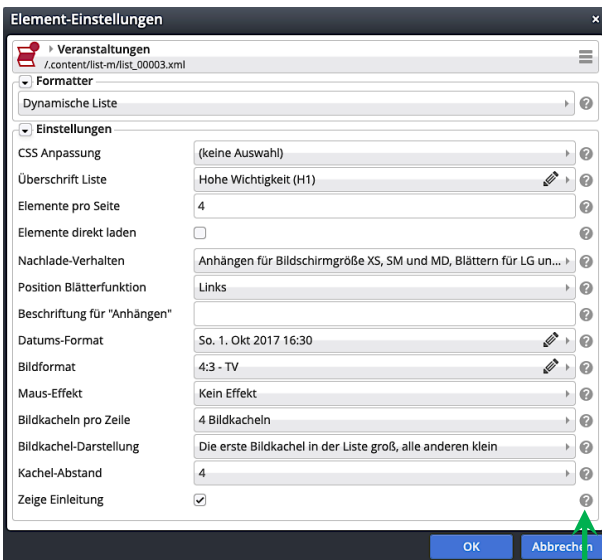 Element-Einstellungen ×
Veranstaltungen
/.content/list-m/list_00003.xml
Formatter
Dynamische Liste
Einstellungen
CSS Anpassung (keine Auswahl)
Überschrift Liste Hohe Wichtigkeit (H1)
Elemente pro Seite 4
Elemente direkt laden
Nachlade-Verhalten Anhängen für Bildschirmgröße XS, SM und MD, Blättern für LG un...
Position Blätterfunktion Links
Beschriftung für "Anhängen"
Datums-Format So. 1. Okt 2017 16:30
Bildformat 4:3 - TV
Maus-Effekt Kein Effekt
Bildkacheln pro Zeile 4 Bildkacheln
Bildkachel-Darstellung Die erste Bildkachel in der Liste groß, alle anderen klein
Kachel-Abstand 4
Zeige Einleitung
OK Abbrechen